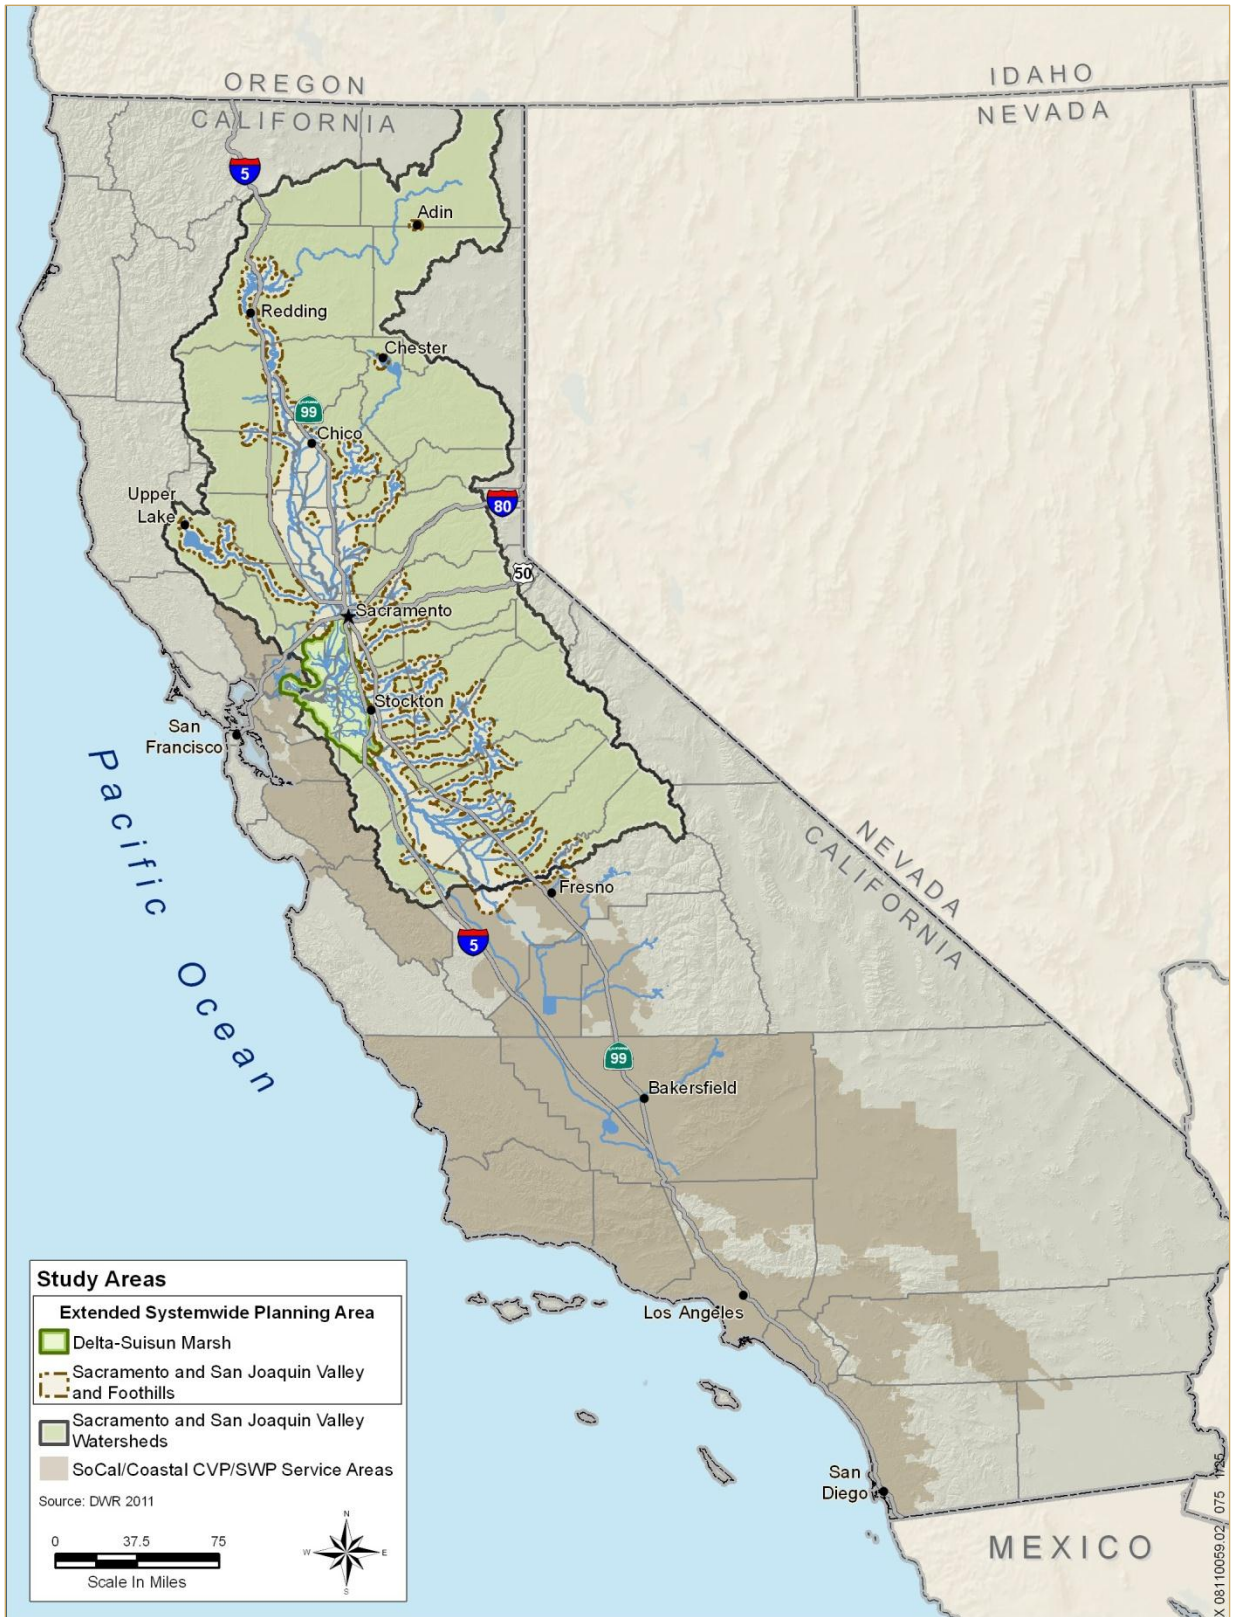 OREGON
CALIFORNIA
IDAHO
NEVADA
5
Adin
Redding
Chester
99
Chico
Upper
Lake
80
50
Sacramento
Stockton
San
Francisco
Pacific Ocean
NEVADA
CALIFORNIA
Fresno
5
99
Bakersfield
Los Angeles
San
Diego
MEXICO
Study Areas
Extended Systemwide Planning Area
Delta-Suisun Marsh
Sacramento and San Joaquin Valley
and Foothills
Sacramento and San Joaquin Valley
Watersheds
SoCal/Coastal CVP/SWP Service Areas
Source: DWR 2011
0 37.5 75
Scale In Miles
N
W E
S
X 08110059.02 075